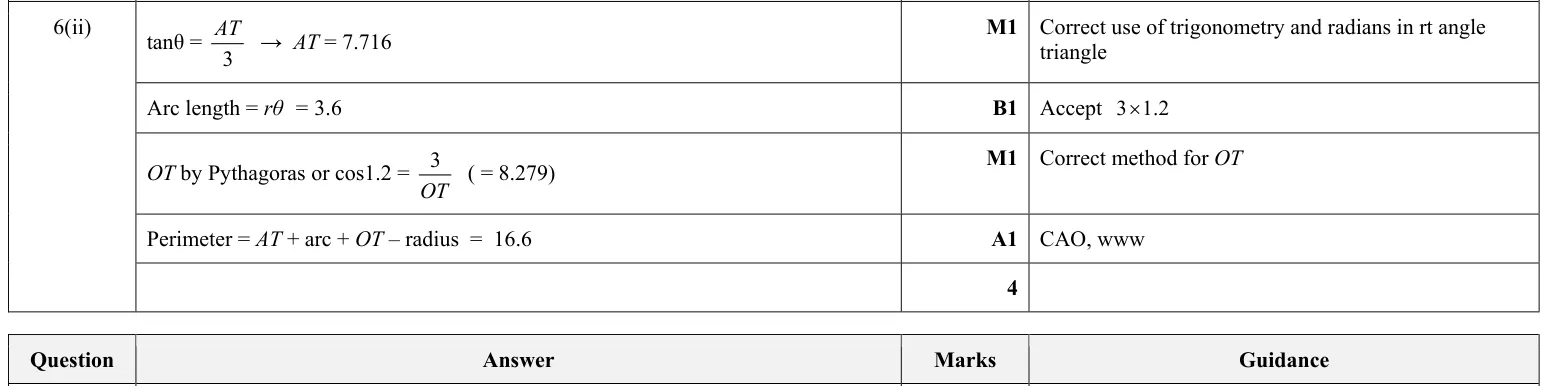 6(ii)
tanθ = AT/3 → AT = 7.716
M1
Correct use of trigonometry and radians in rt angle
triangle
Arc length = rθ = 3.6
B1
Accept 3×1.2
OT by Pythagoras or cos1.2 = 3/OT ( = 8.279)
M1
Correct method for OT
Perimeter = AT + arc + OT – radius = 16.6
A1
CAO, www
4
Question Answer Marks Guidance